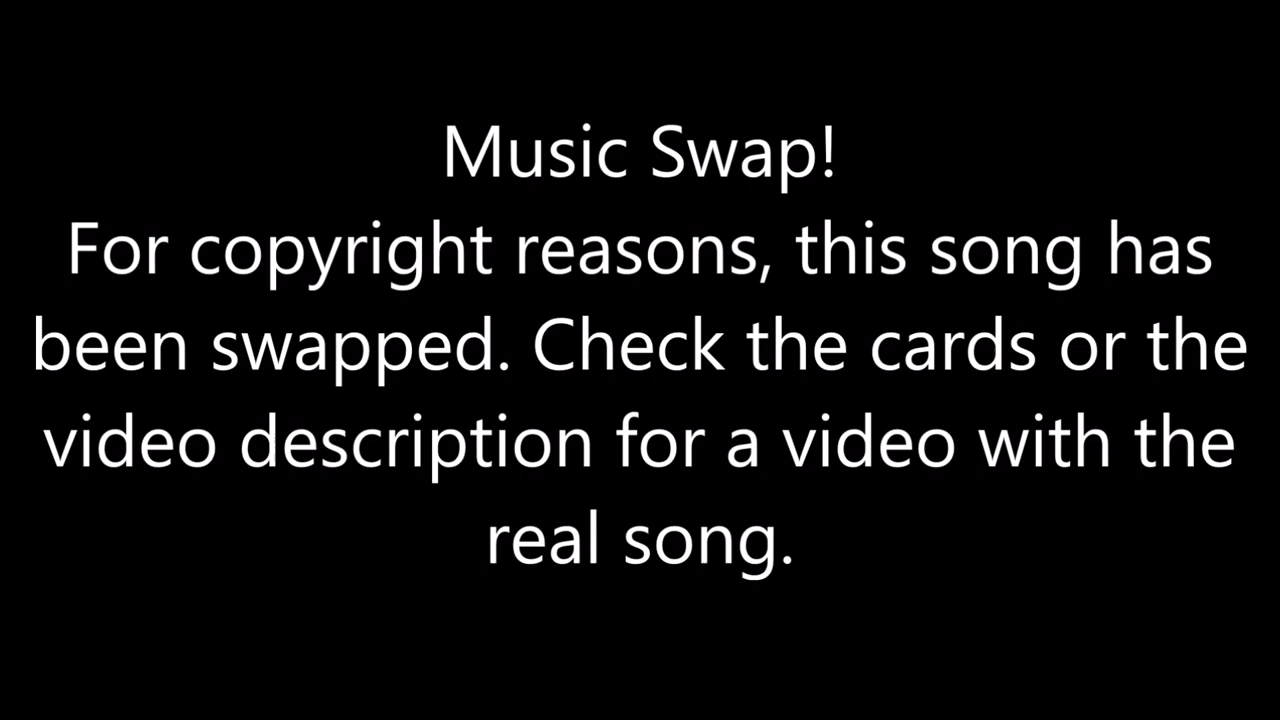 Music Swap!
For copyright reasons, this song has
been swapped. Check the cards or the
video description for a video with the
real song.